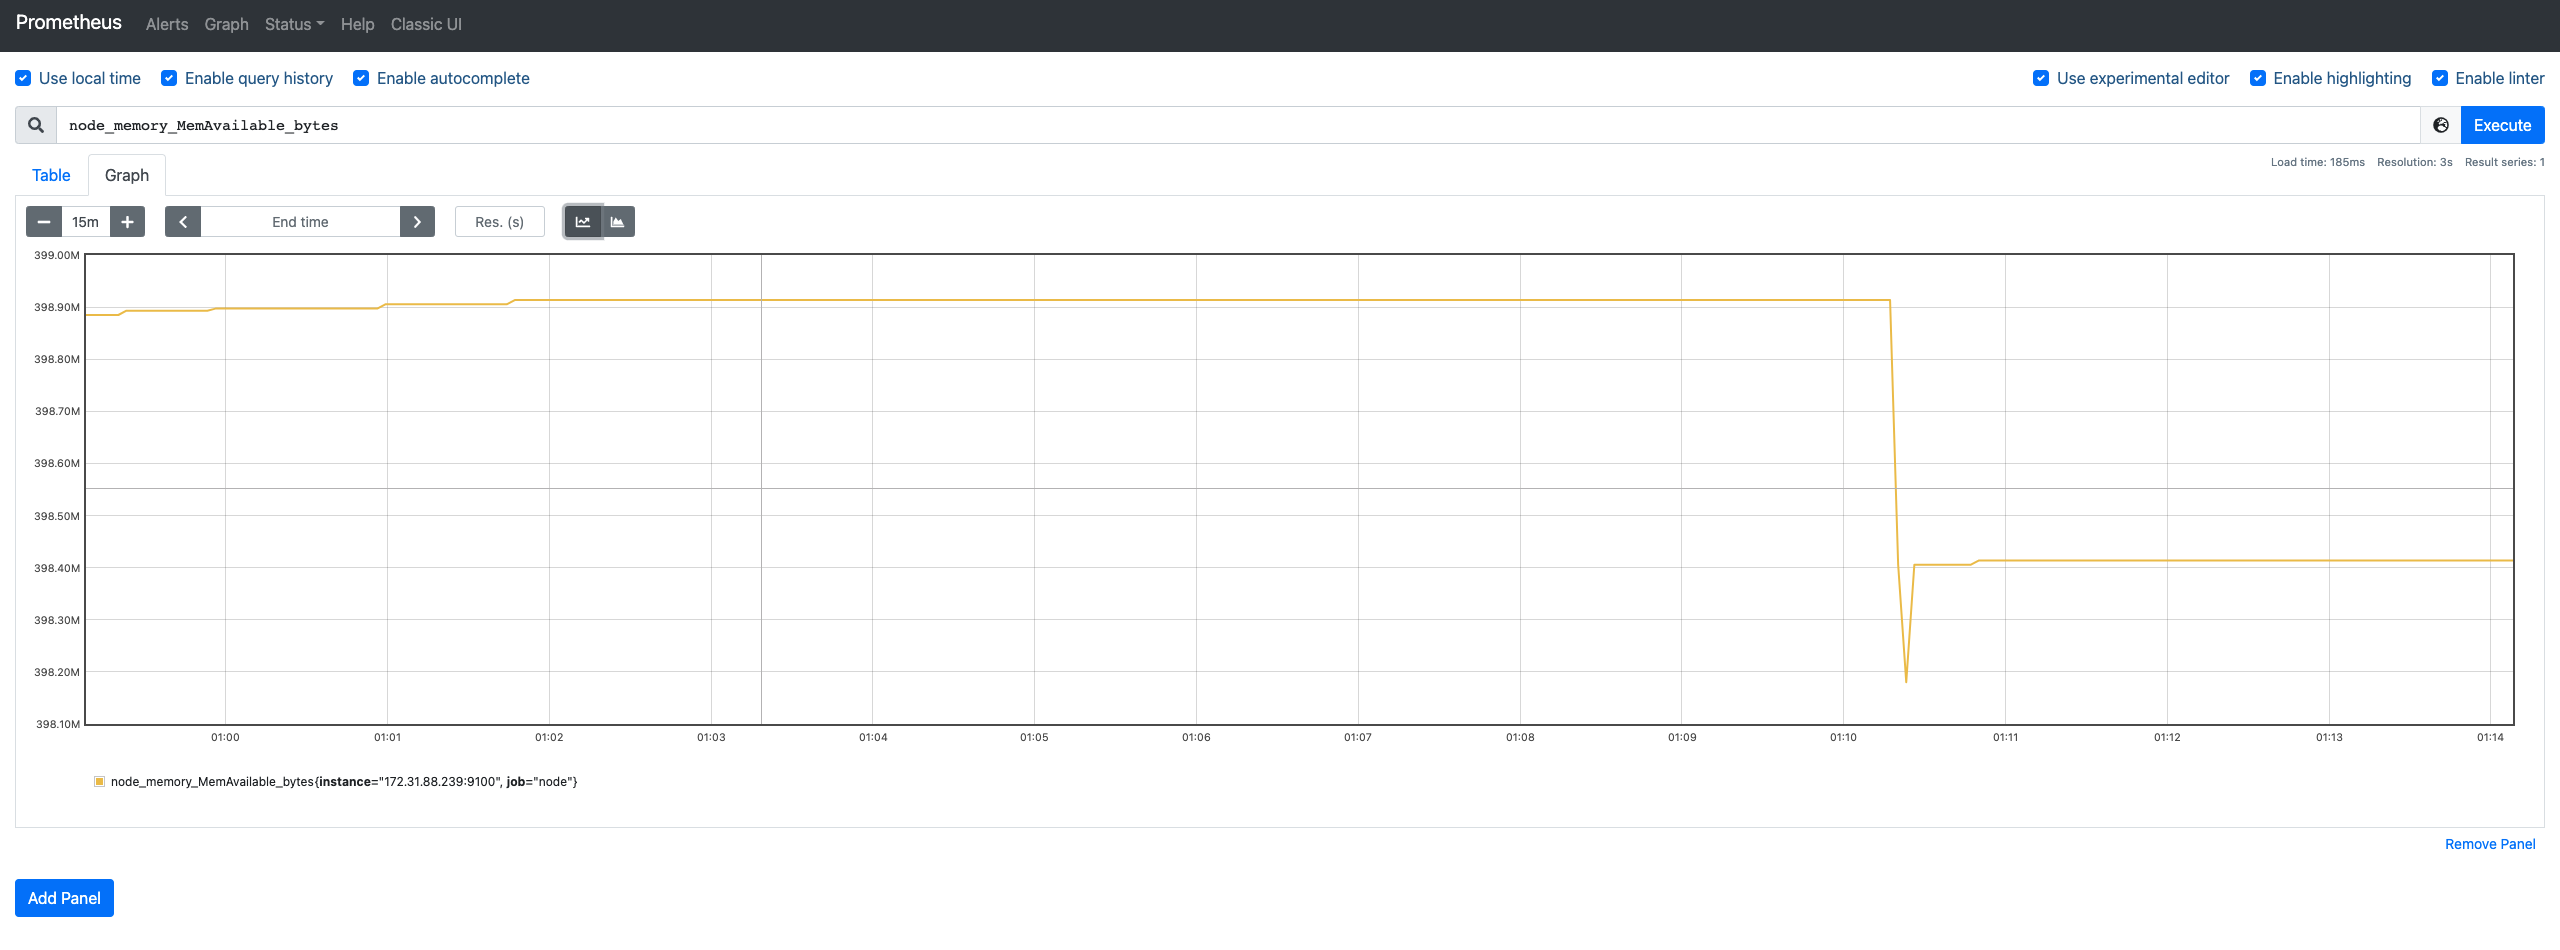 Prometheus Alerts Graph Status Help Classic UI
Use local time Enable query history Enable autocomplete Use experimental editor Enable highlighting Enable linter
node_memory_MemAvailable_bytes Execute
Load time: 185ms Resolution: 3s Result series: 1
Table Graph
15m End time Res. (s)
399.00M
398.90M
398.80M
398.70M
398.60M
398.50M
398.40M
398.30M
398.20M
398.10M
01:00 01:01 01:02 01:03 01:04 01:05 01:06 01:07 01:08 01:09 01:10 01:11 01:12 01:13 01:14
node_memory_MemAvailable_bytes{instance="172.31.88.239:9100", job="node"}
Remove Panel
Add Panel